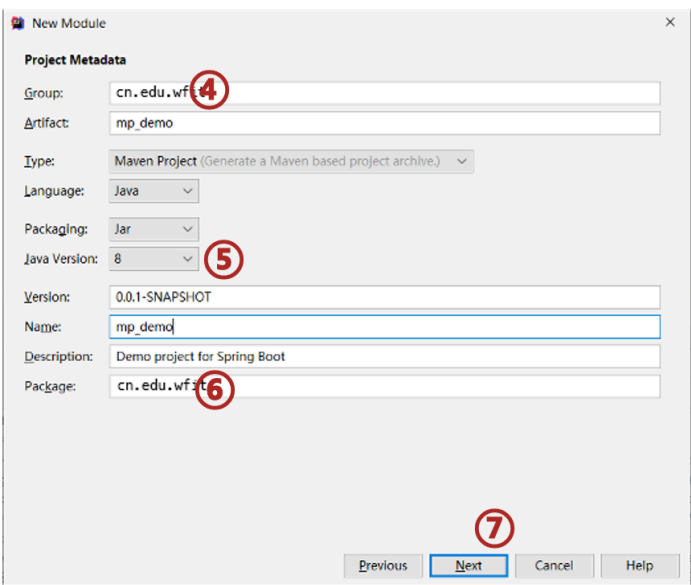 New Module
Project Metadata
Group: cn.edu.wfit ④
Artifact: mp_demo
Type: Maven Project (Generate a Maven based project archive.)
Language: Java
Packaging: Jar
Java Version: 8 ⑤
Version: 0.0.1-SNAPSHOT
Name: mp_demo
Description: Demo project for Spring Boot
Package: cn.edu.wfit ⑥
⑦
Previous Next Cancel Help